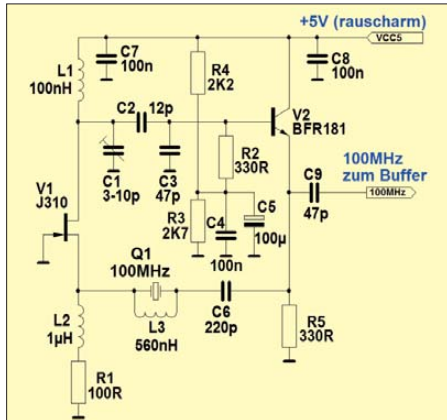 +5V (rauscharm)
VCC5
C7
100n
C8
100n
L1
100nH
R4
2K2
C2 12p
V2
BFR181
C1
3-10p
C3
47p
R2
330R
C9
47p
100MHz
zum Buffer
100MHz
V1
J310
R3
2K7
C4
100n
C5
100µ
Q1
100MHz
L3
560nH
C6
220p
L2
1µH
R5
330R
R1
100R